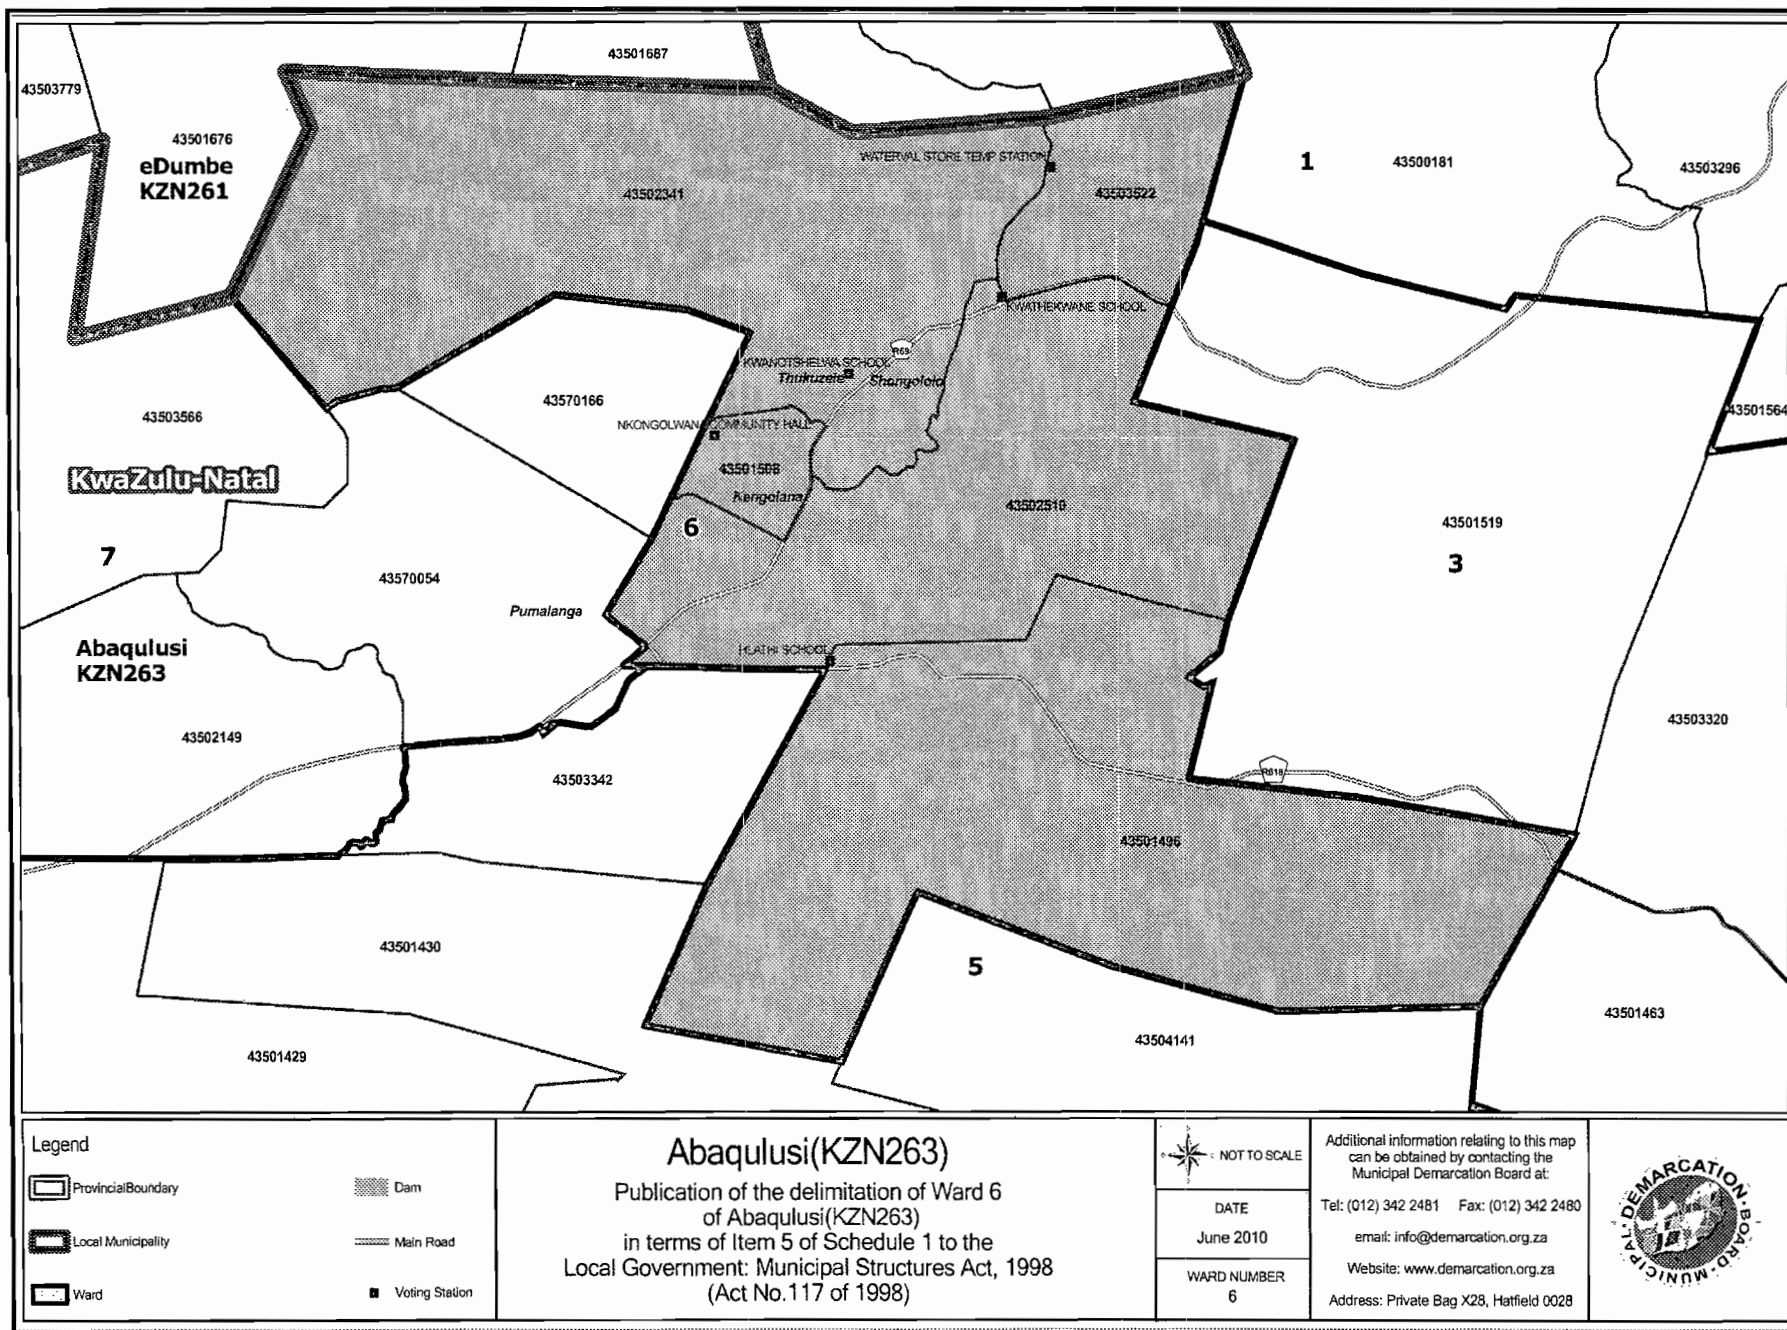 43501687
43503779
43501676
eDumbe
KZN261
WATERVAL STORE TEMP STATION
43502341
43503522
1
43500181
43503296
KWATHEKWANE SCHOOL
R69
KWANOTSHELWA SCHOOL
Thukuzele
Shongololo
43503566
43570166
43501564
NKONGOLWANA COMMUNITY HALL
43501508
KwaZulu-Natal
Kengolana
43502510
6
43501519
7
3
43570054
Pumalanga
Abaqulusi
KZN263
HLATHI SCHOOL
43502149
43503320
43503342
R618
43501496
43501430
5
43501463
43504141
43501429
Legend
ProvincialBoundary
Dam
Local Municipality
Main Road
Ward
Voting Station
Abaqulusi(KZN263)
Publication of the delimitation of Ward 6
of Abaqulusi(KZN263)
in terms of Item 5 of Schedule 1 to the
Local Government: Municipal Structures Act, 1998
(Act No.117 of 1998)
NOT TO SCALE
DATE
June 2010
WARD NUMBER
6
Additional information relating to this map
can be obtained by contacting the
Municipal Demarcation Board at:
Tel: (012) 342 2481 Fax: (012) 342 2480
email: info@demarcation.org.za
Website: www.demarcation.org.za
Address: Private Bag X28, Hatfield 0028
MUNICIPAL DEMARCATION BOARD